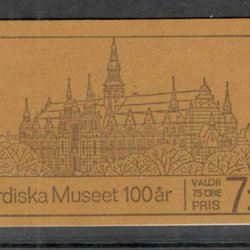 rdiska Museet 100 år
VALÖR
75 ÖRE
PRIS 7